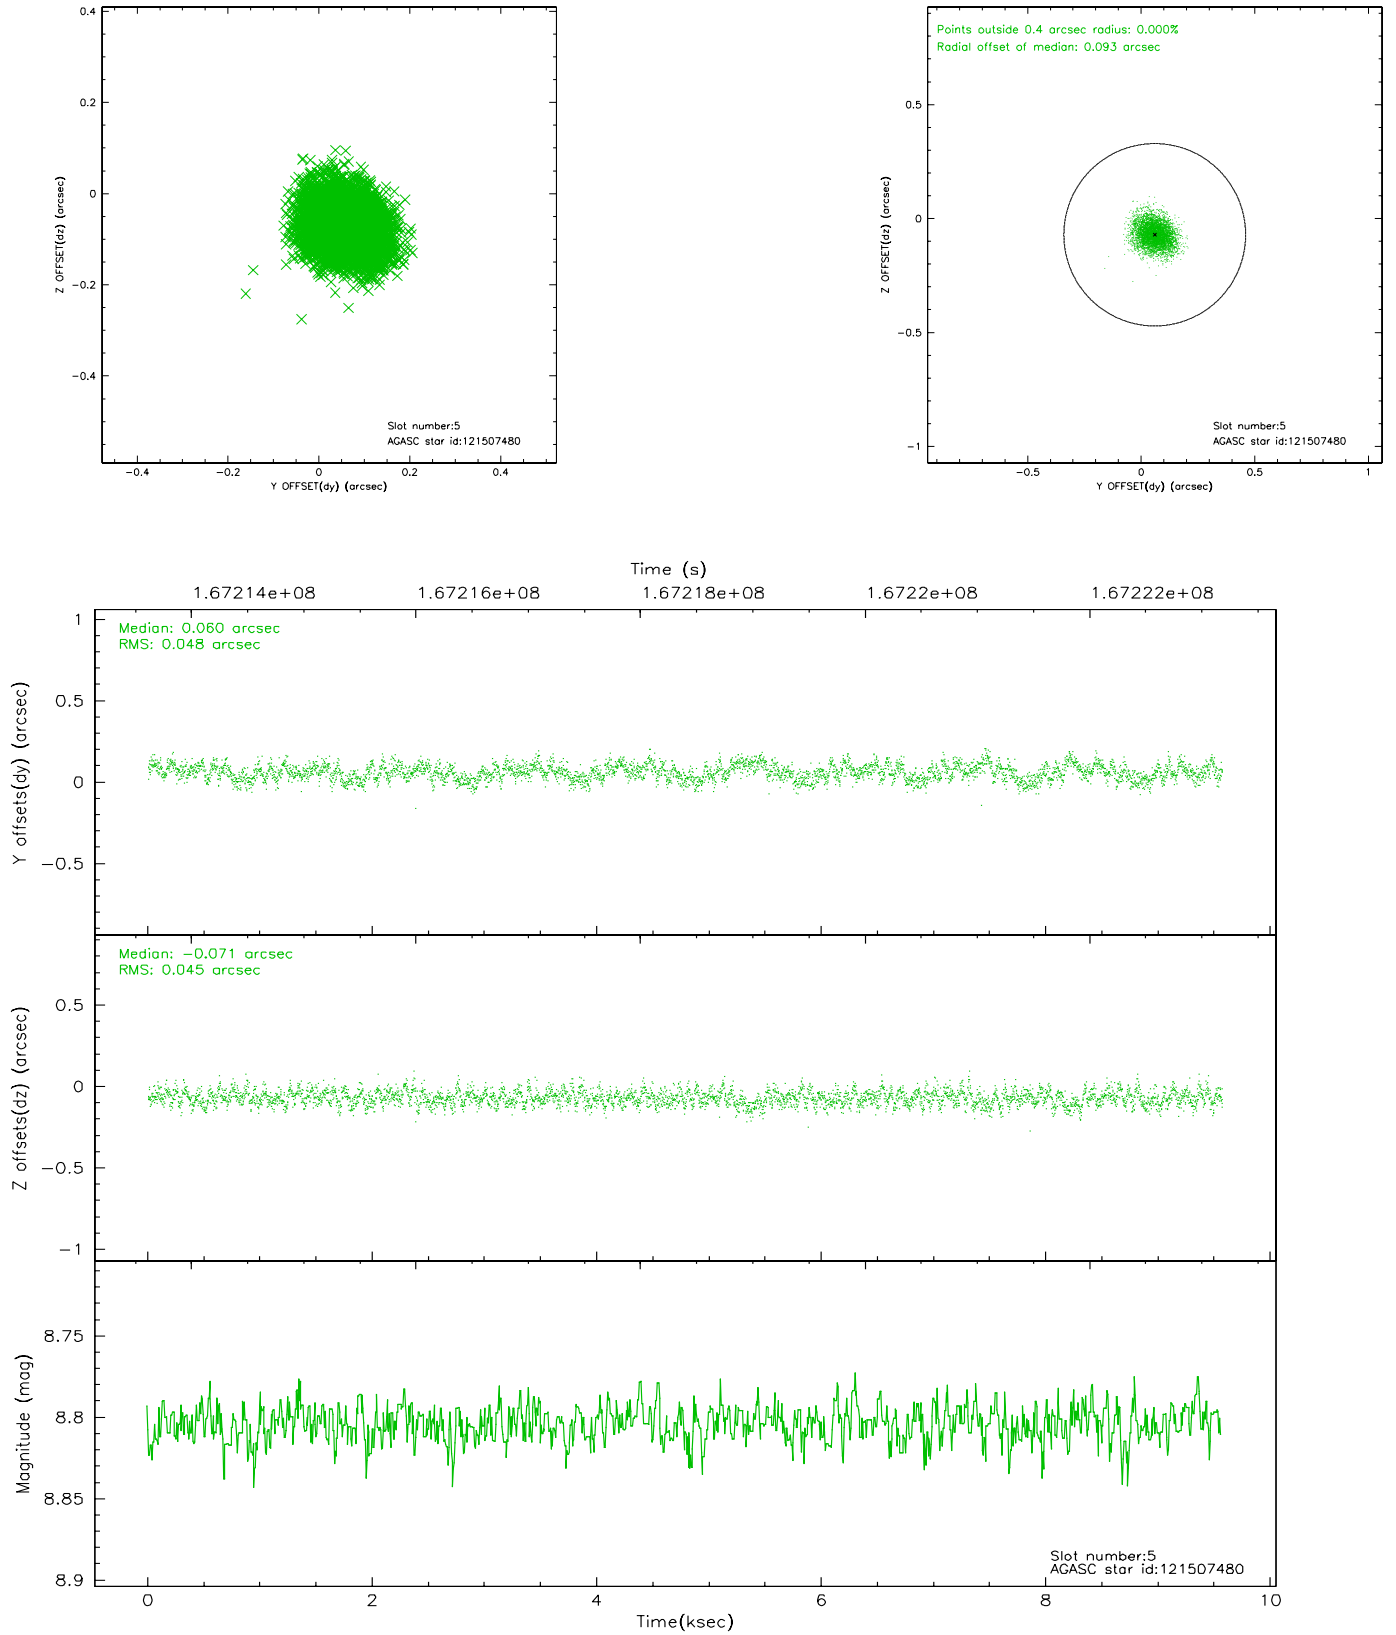 0.4
0.2
0
−0.2
−0.4
Z OFFSET(dz) (arcsec)
Slot number:5
AGASC star id:121507480
−0.4 −0.2 0 0.2 0.4
Y OFFSET(dy) (arcsec)
Points outside 0.4 arcsec radius: 0.000%
Radial offset of median: 0.093 arcsec
0.5
0
−0.5
−1
Z OFFSET(dz) (arcsec)
Slot number:5
AGASC star id:121507480
−0.5 0 0.5 1
Y OFFSET(dy) (arcsec)
Time (s)
1.67214e+08 1.67216e+08 1.67218e+08 1.6722e+08 1.67222e+08
Median: 0.060 arcsec
RMS: 0.048 arcsec
1
0.5
0
−0.5
Y offsets(dy) (arcsec)
Median: −0.071 arcsec
RMS: 0.045 arcsec
0.5
0
−0.5
−1
Z offsets(dz) (arcsec)
8.75
8.8
8.85
8.9
Magnitude (mag)
Slot number:5
AGASC star id:121507480
0 2 4 6 8 10
Time(ksec)